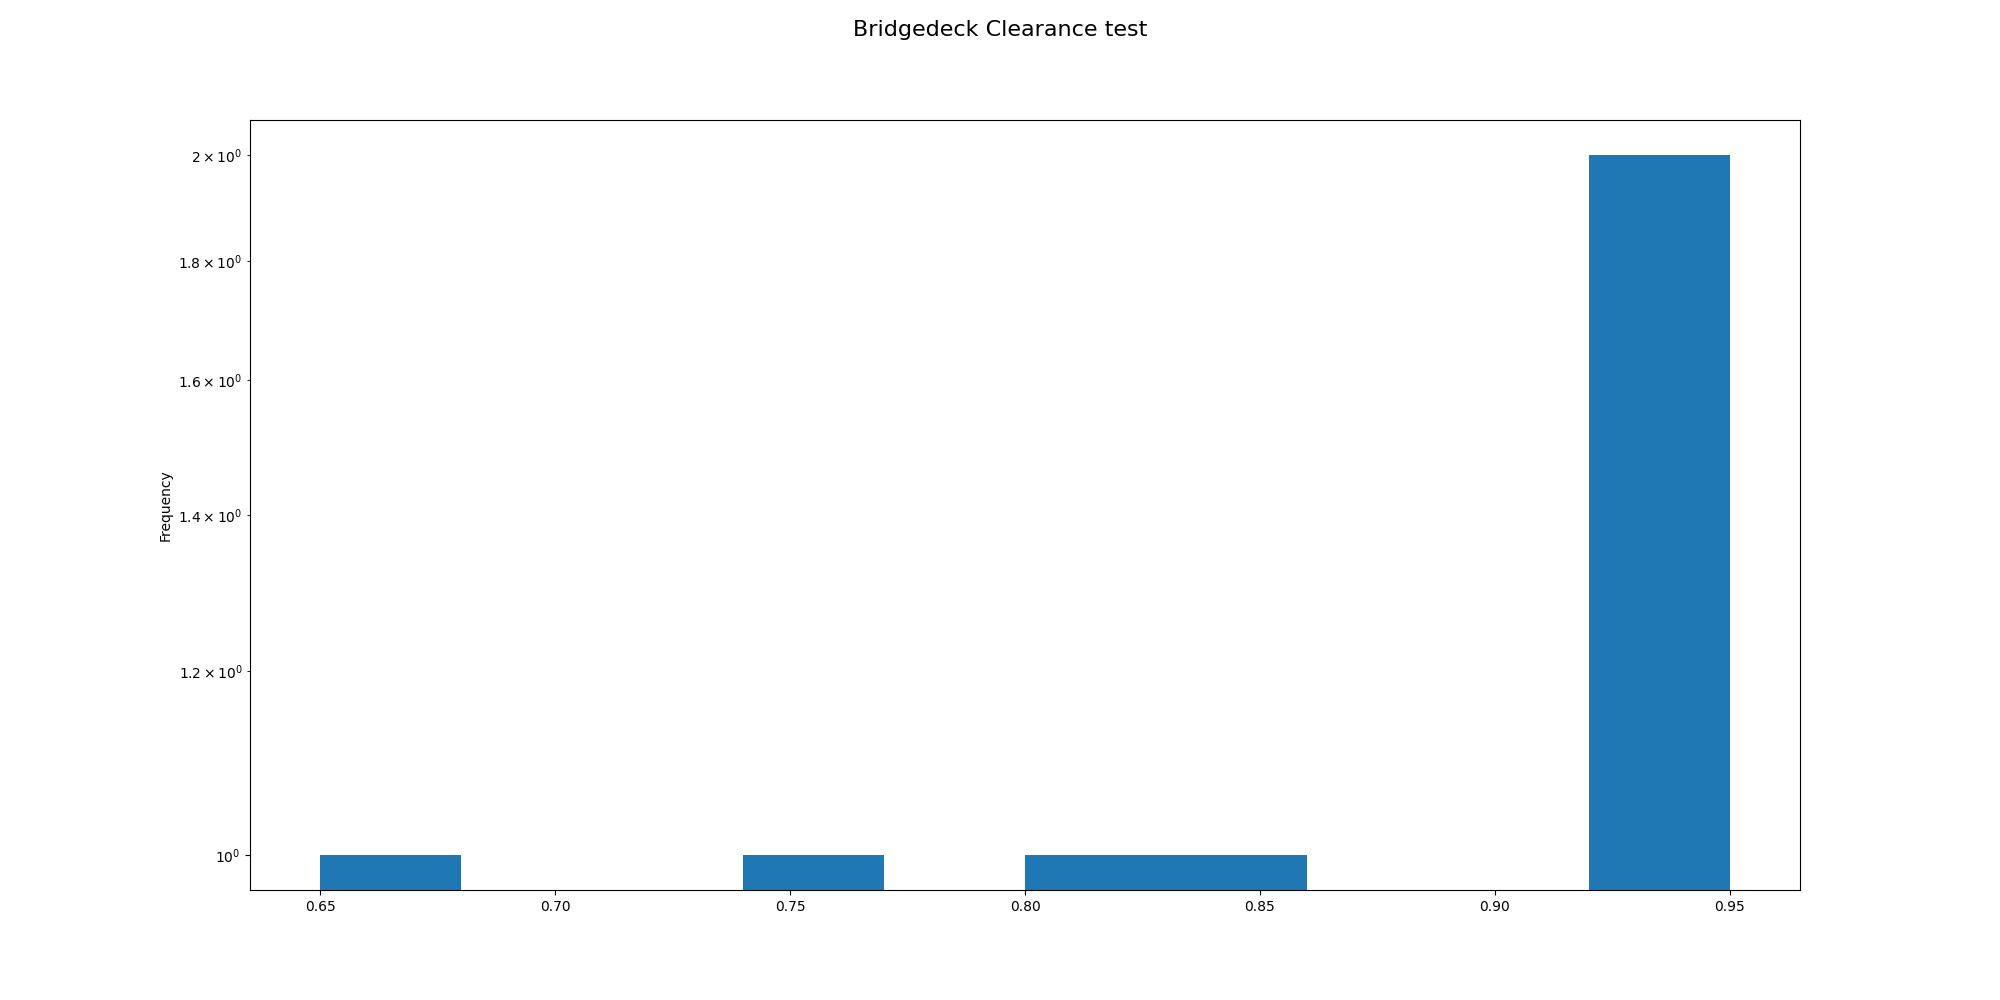 Bridgedeck Clearance test
2 × 10⁰
1.8 × 10⁰
1.6 × 10⁰
1.4 × 10⁰
1.2 × 10⁰
10⁰
Frequency
0.65 0.70 0.75 0.80 0.85 0.90 0.95